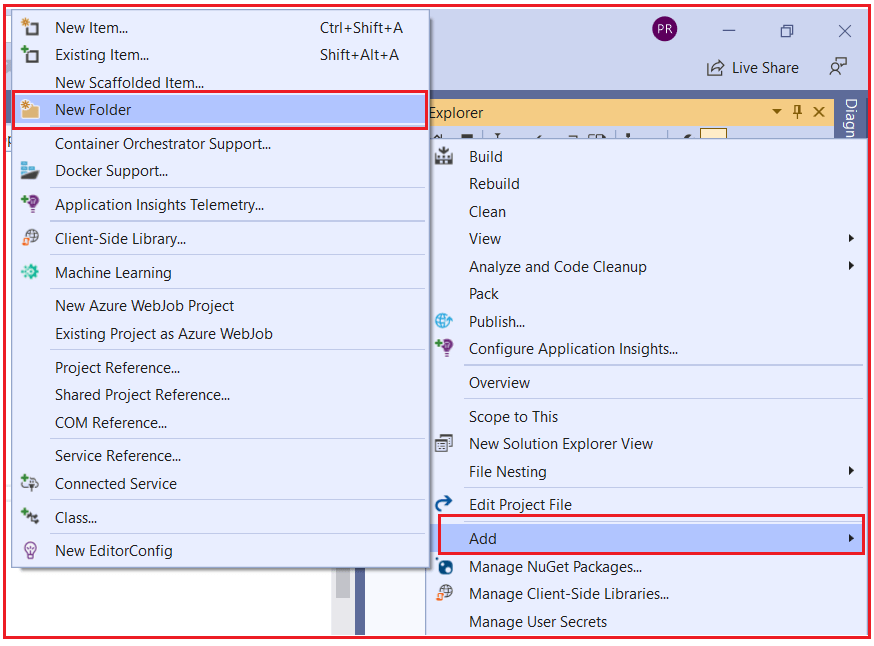 New Item... Ctrl+Shift+A
Existing Item... Shift+Alt+A
New Scaffolded Item...
New Folder
Container Orchestrator Support...
Docker Support...
Application Insights Telemetry...
Client-Side Library...
Machine Learning
New Azure WebJob Project
Existing Project as Azure WebJob
Project Reference...
Shared Project Reference...
COM Reference...
Service Reference...
Connected Service
Class...
New EditorConfig
PR
Live Share
Explorer
Diagn
Build
Rebuild
Clean
View
Analyze and Code Cleanup
Pack
Publish...
Configure Application Insights...
Overview
Scope to This
New Solution Explorer View
File Nesting
Edit Project File
Add
Manage NuGet Packages...
Manage Client-Side Libraries...
Manage User Secrets